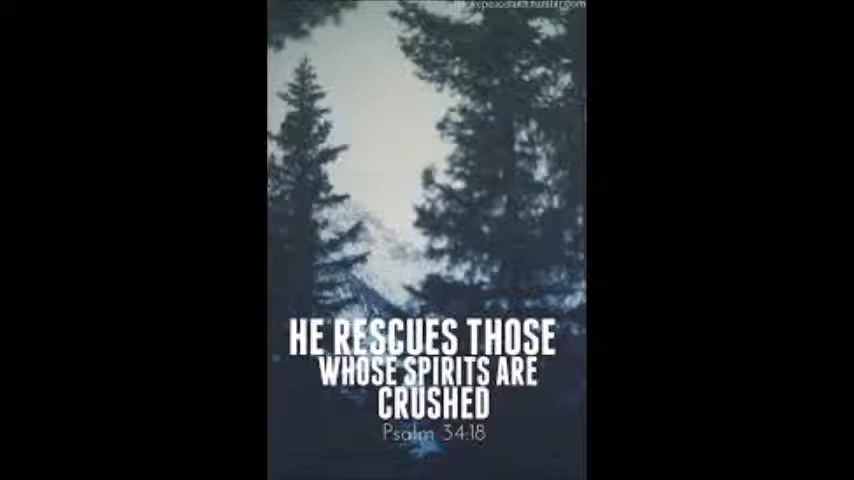 HE RESCUES THOSE
WHOSE SPIRITS ARE
CRUSHED
Psalm 34:18